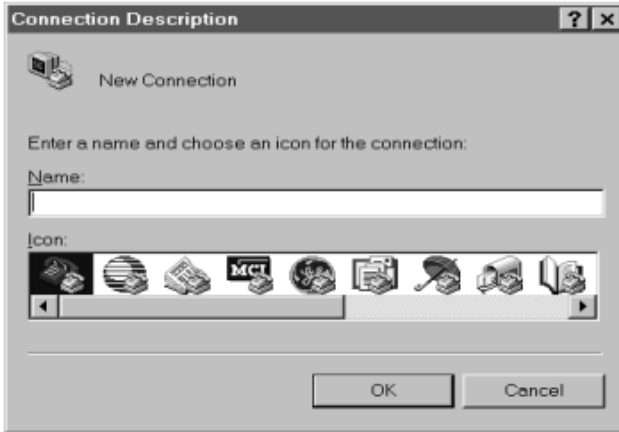 Connection Description
New Connection
Enter a name and choose an icon for the connection:
Name:
Icon:
MCI
OK
Cancel